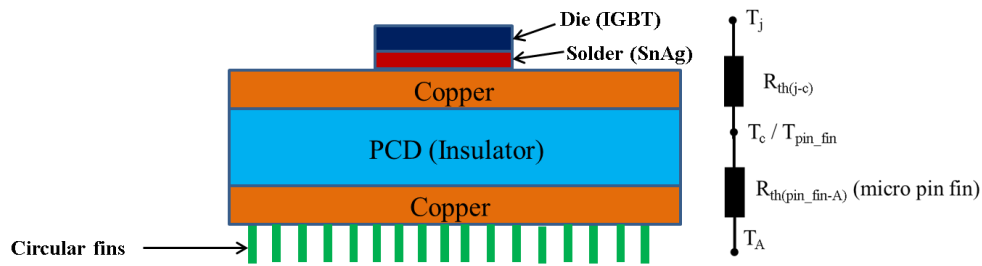 Die (IGBT)
Solder (SnAg)
Copper
PCD (Insulator)
Copper
Circular fins
Tj
Rth(j-c)
Tc / Tpin_fin
Rth(pin_fin-A) (micro pin fin)
TA